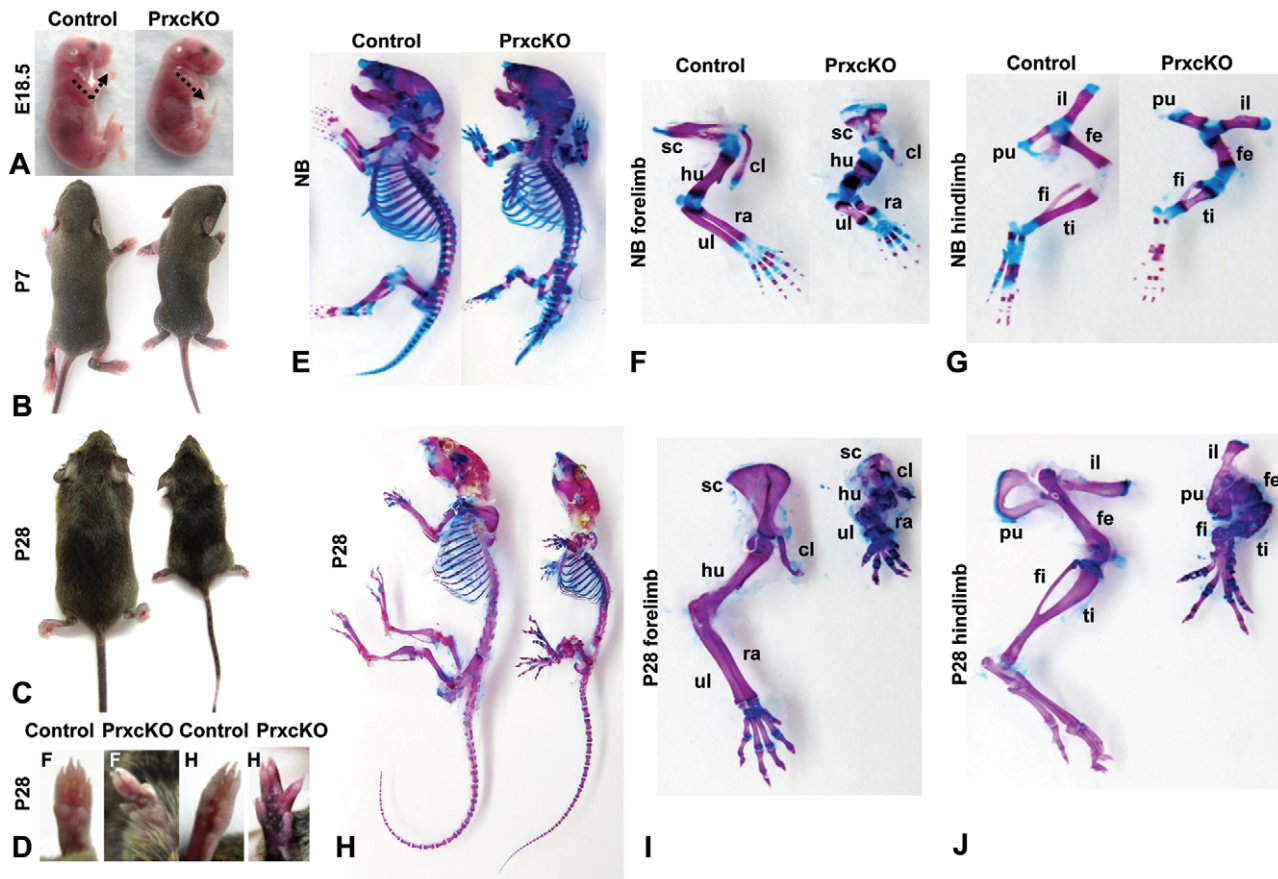 Control PrxcKO
E18.5
A
P7
B
P28
C
Control PrxcKO Control PrxcKO
F F H H
P28
D
Control PrxcKO
NB
E
Control PrxcKO
NB forelimb
sc
hu
cl
ra
ul
sc
hu
cl
ra
ul
F
Control PrxcKO
NB hindlimb
il
pu
fe
fi
ti
pu
il
fe
fi
ti
G
P28
H
P28 forelimb
sc
cl
hu
ra
ul
sc
cl
hu
ra
ul
I
P28 hindlimb
il
pu
fe
fi
ti
il
fe
pu
fi
ti
J